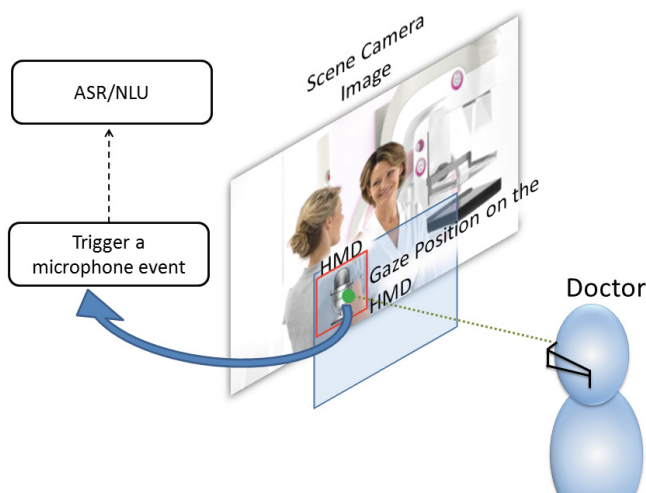 Scene Camera
Image
ASR/NLU
Trigger a
microphone event
HMD
Gaze Position on the
HMD
Doctor